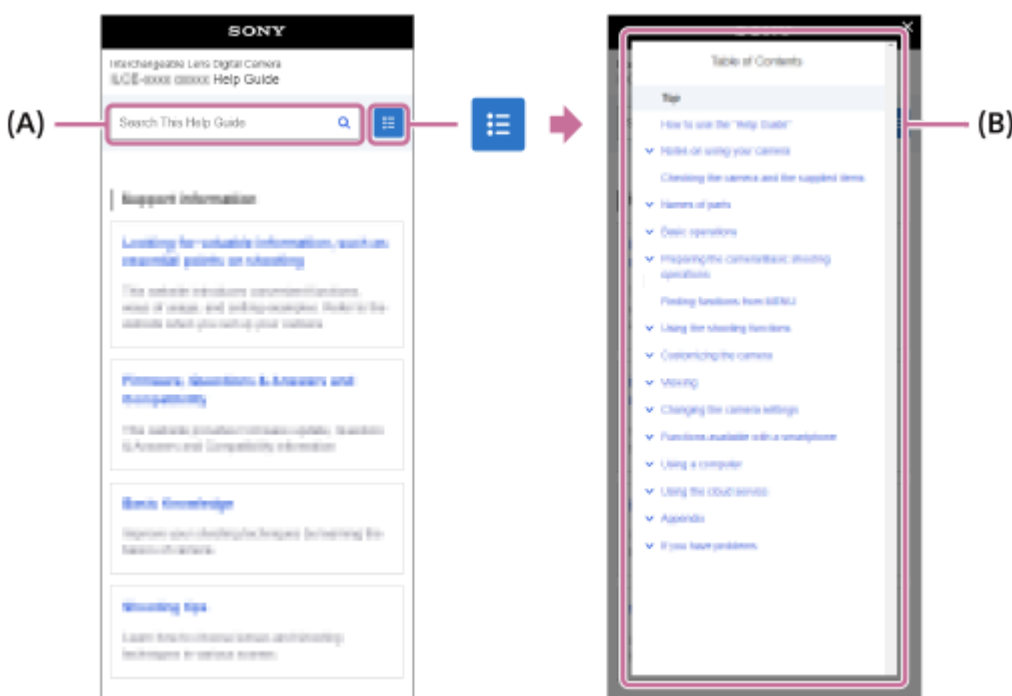 (A)
SONY
Interchangeable Lens Digital Camera
Help Guide
Search This Help Guide
Support Information
Looking for valuable information, such as
essential points on shooting
This website introduces convenient functions,
ways of usage, and setting examples. Refer to the
website when you set up your camera.
Firmware, Questions & Answers and
Compatibility
This website provides Firmware update, Question
& Answers and Compatibility information
Basic Knowledge
Improve your shooting techniques by learning the
basics of camera.
Shooting tips
Learn how to choose lenses and shooting
techniques in various scenes.
(B)
Table of Contents
Top
How to use the "Help Guide"
Notes on using your camera
Checking the camera and the supplied items
Names of parts
Basic operations
Preparing the camera/Basic shooting
operations
Finding functions from MENU
Using the shooting functions
Customizing the camera
Viewing
Changing the camera settings
Functions available with a smartphone
Using a computer
Using the cloud service
Appendix
If you have problems